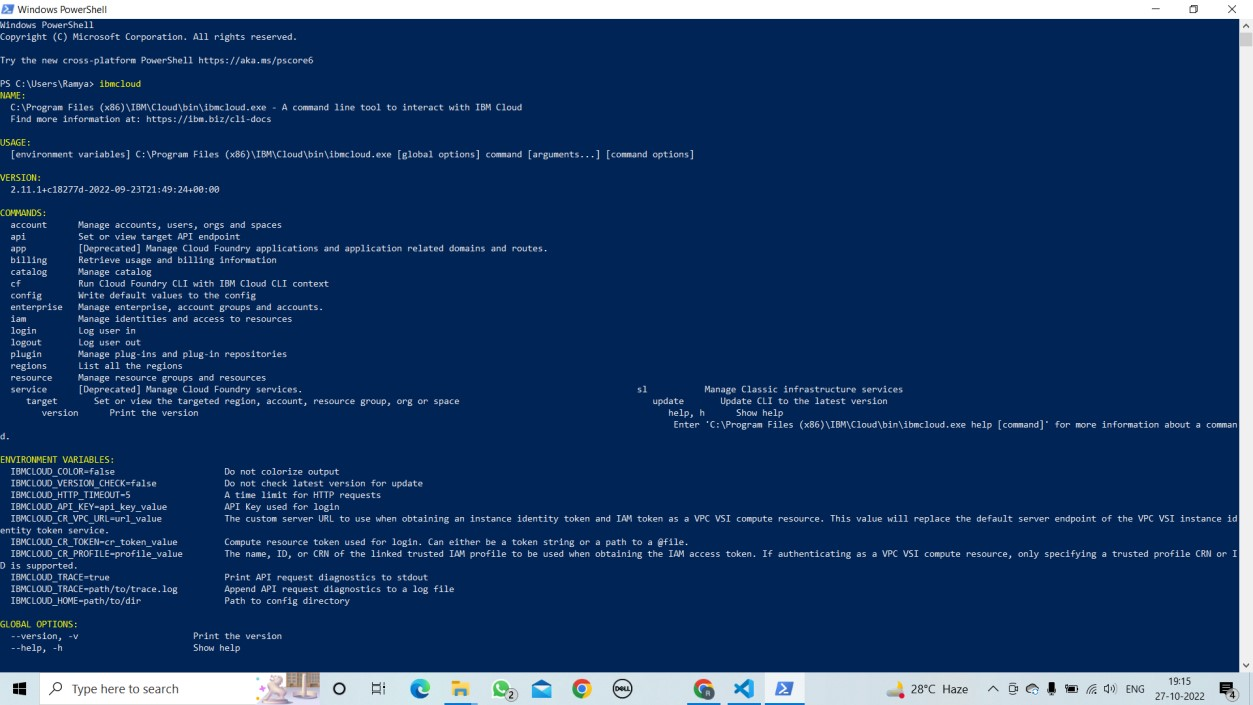 Windows PowerShell
Windows PowerShell
Copyright (C) Microsoft Corporation. All rights reserved.
Try the new cross-platform PowerShell https://aka.ms/pscore6
PS C:\Users\Ramya> ibmcloud
NAME:
C:\Program Files (x86)\IBM\Cloud\bin\ibmcloud.exe - A command line tool to interact with IBM Cloud
Find more information at: https://ibm.biz/cli-docs
USAGE:
[environment variables] C:\Program Files (x86)\IBM\Cloud\bin\ibmcloud.exe [global options] command [arguments...] [command options]
VERSION:
2.11.1+c18277d-2022-09-23T21:49:24+00:00
COMMANDS:
account Manage accounts, users, orgs and spaces
api Set or view target API endpoint
app [Deprecated] Manage Cloud Foundry applications and application related domains and routes.
billing Retrieve usage and billing information
catalog Manage catalog
cf Run Cloud Foundry CLI with IBM Cloud CLI context
config Write default values to the config
enterprise Manage enterprise, account groups and accounts.
iam Manage identities and access to resources
login Log user in
logout Log user out
plugin Manage plug-ins and plug-in repositories
regions List all the regions
resource Manage resource groups and resources
service [Deprecated] Manage Cloud Foundry services. sl Manage Classic infrastructure services
target Set or view the targeted region, account, resource group, org or space update Update CLI to the latest version
version Print the version help, h Show help
Enter 'C:\Program Files (x86)\IBM\Cloud\bin\ibmcloud.exe help [command]' for more information about a comman
d.
ENVIRONMENT VARIABLES:
IBMCLOUD_COLOR=false Do not colorize output
IBMCLOUD_VERSION_CHECK=false Do not check latest version for update
IBMCLOUD_HTTP_TIMEOUT=5 A time limit for HTTP requests
IBMCLOUD_API_KEY=api_key_value API Key used for login
IBMCLOUD_CR_VPC_URL=url_value The custom server URL to use when obtaining an instance identity token and IAM token as a VPC VSI compute resource. This value will replace the default server endpoint of the VPC VSI instance id
entity token service.
IBMCLOUD_CR_TOKEN=cr_token_value Compute resource token used for login. Can either be a token string or a path to a @file.
IBMCLOUD_CR_PROFILE=profile_value The name, ID, or CRN of the linked trusted IAM profile to be used when obtaining the IAM access token. If authenticating as a VPC VSI compute resource, only specifying a trusted profile CRN or I
D is supported.
IBMCLOUD_TRACE=true Print API request diagnostics to stdout
IBMCLOUD_TRACE=path/to/trace.log Append API request diagnostics to a log file
IBMCLOUD_HOME=path/to/dir Path to config directory
GLOBAL OPTIONS:
--version, -v Print the version
--help, -h Show help
Type here to search
2
DELL
28°C Haze
ENG
19:15
27-10-2022
4